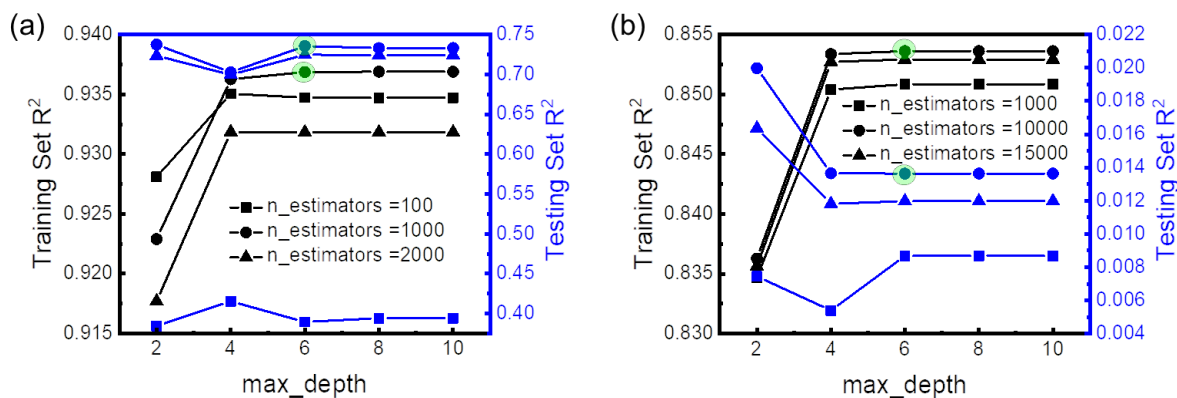 (a)
0.940
0.935
0.930
0.925
0.920
0.915
Training Set R²
0.75
0.70
0.65
0.60
0.55
0.50
0.45
0.40
Testing Set R²
n_estimators =100
n_estimators =1000
n_estimators =2000
2 4 6 8 10
max_depth
(b)
0.855
0.850
0.845
0.840
0.835
0.830
Training Set R²
0.022
0.020
0.018
0.016
0.014
0.012
0.010
0.008
0.006
0.004
Testing Set R²
n_estimators =1000
n_estimators =10000
n_estimators =15000
2 4 6 8 10
max_depth